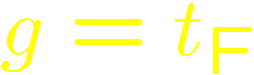 g = t_F